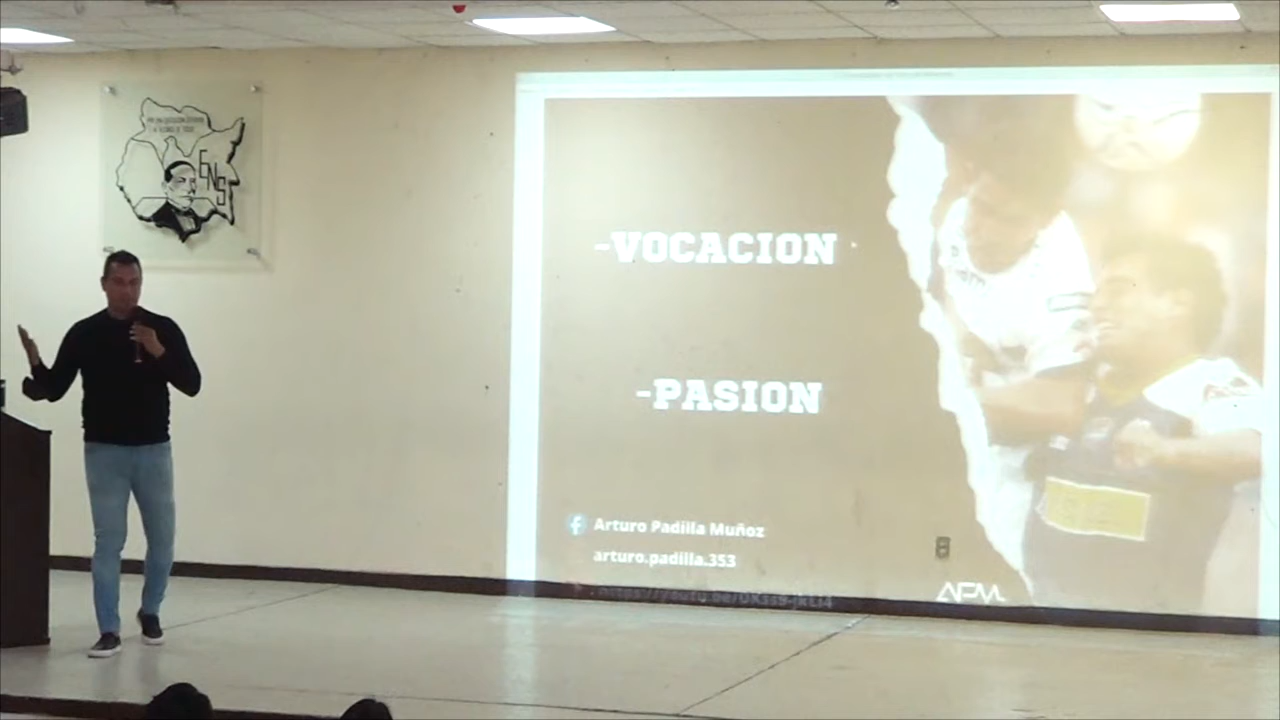 ENS
-VOCACION
-PASION
Arturo Padilla Muñoz
arturo.padilla.353
APM